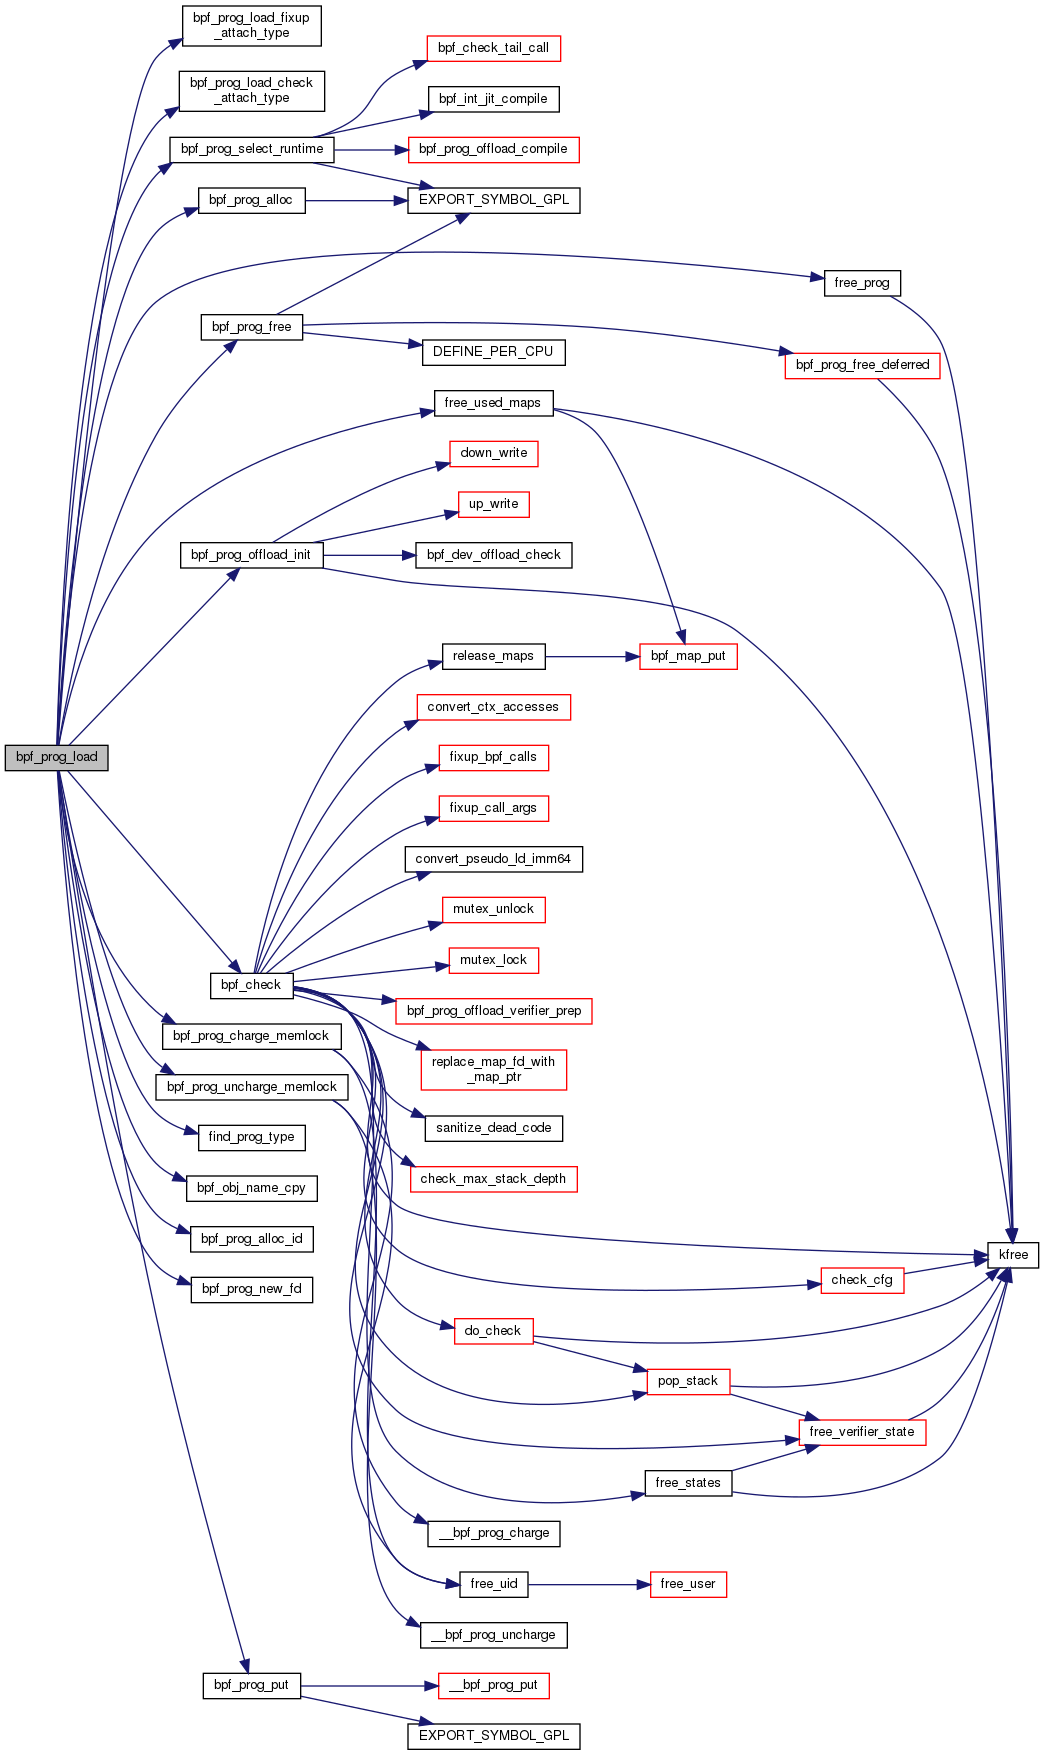 bpf_prog_load_fixup
_attach_type
bpf_check_tail_call
bpf_prog_load_check
_attach_type
bpf_int_jit_compile
bpf_prog_select_runtime
bpf_prog_offload_compile
bpf_prog_alloc
EXPORT_SYMBOL_GPL
free_prog
bpf_prog_free
DEFINE_PER_CPU
bpf_prog_free_deferred
free_used_maps
down_write
up_write
bpf_prog_offload_init
bpf_dev_offload_check
release_maps
bpf_map_put
convert_ctx_accesses
bpf_prog_load
fixup_bpf_calls
fixup_call_args
convert_pseudo_ld_imm64
mutex_unlock
mutex_lock
bpf_check
bpf_prog_offload_verifier_prep
bpf_prog_charge_memlock
replace_map_fd_with
_map_ptr
bpf_prog_uncharge_memlock
sanitize_dead_code
find_prog_type
check_max_stack_depth
bpf_obj_name_cpy
bpf_prog_alloc_id
kfree
bpf_prog_new_fd
check_cfg
do_check
pop_stack
free_verifier_state
free_states
__bpf_prog_charge
free_uid
free_user
__bpf_prog_uncharge
bpf_prog_put
__bpf_prog_put
EXPORT_SYMBOL_GPL